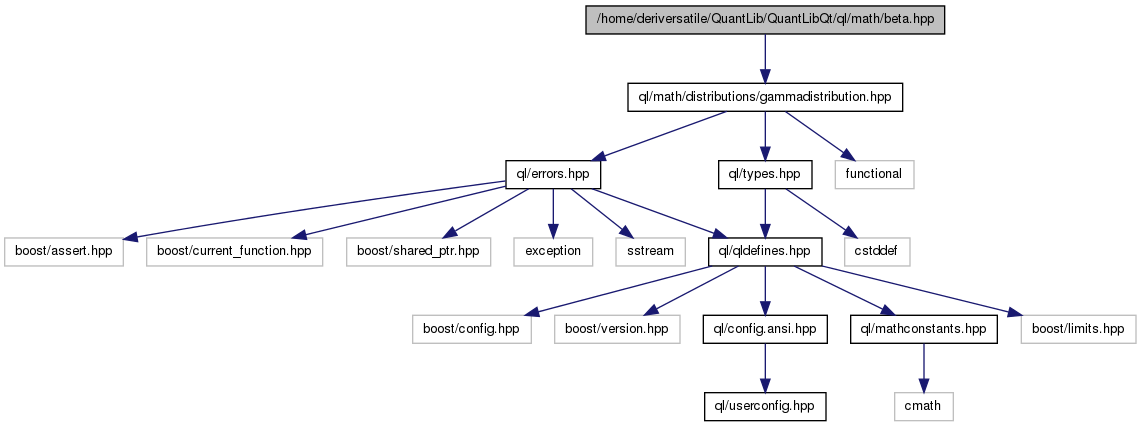 /home/deriversatile/QuantLib/QuantLibQt/ql/math/beta.hpp
ql/math/distributions/gammadistribution.hpp
ql/errors.hpp
ql/types.hpp
functional
boost/assert.hpp
boost/current_function.hpp
boost/shared_ptr.hpp
exception
sstream
ql/qldefines.hpp
cstddef
boost/config.hpp
boost/version.hpp
ql/config.ansi.hpp
ql/mathconstants.hpp
boost/limits.hpp
ql/userconfig.hpp
cmath